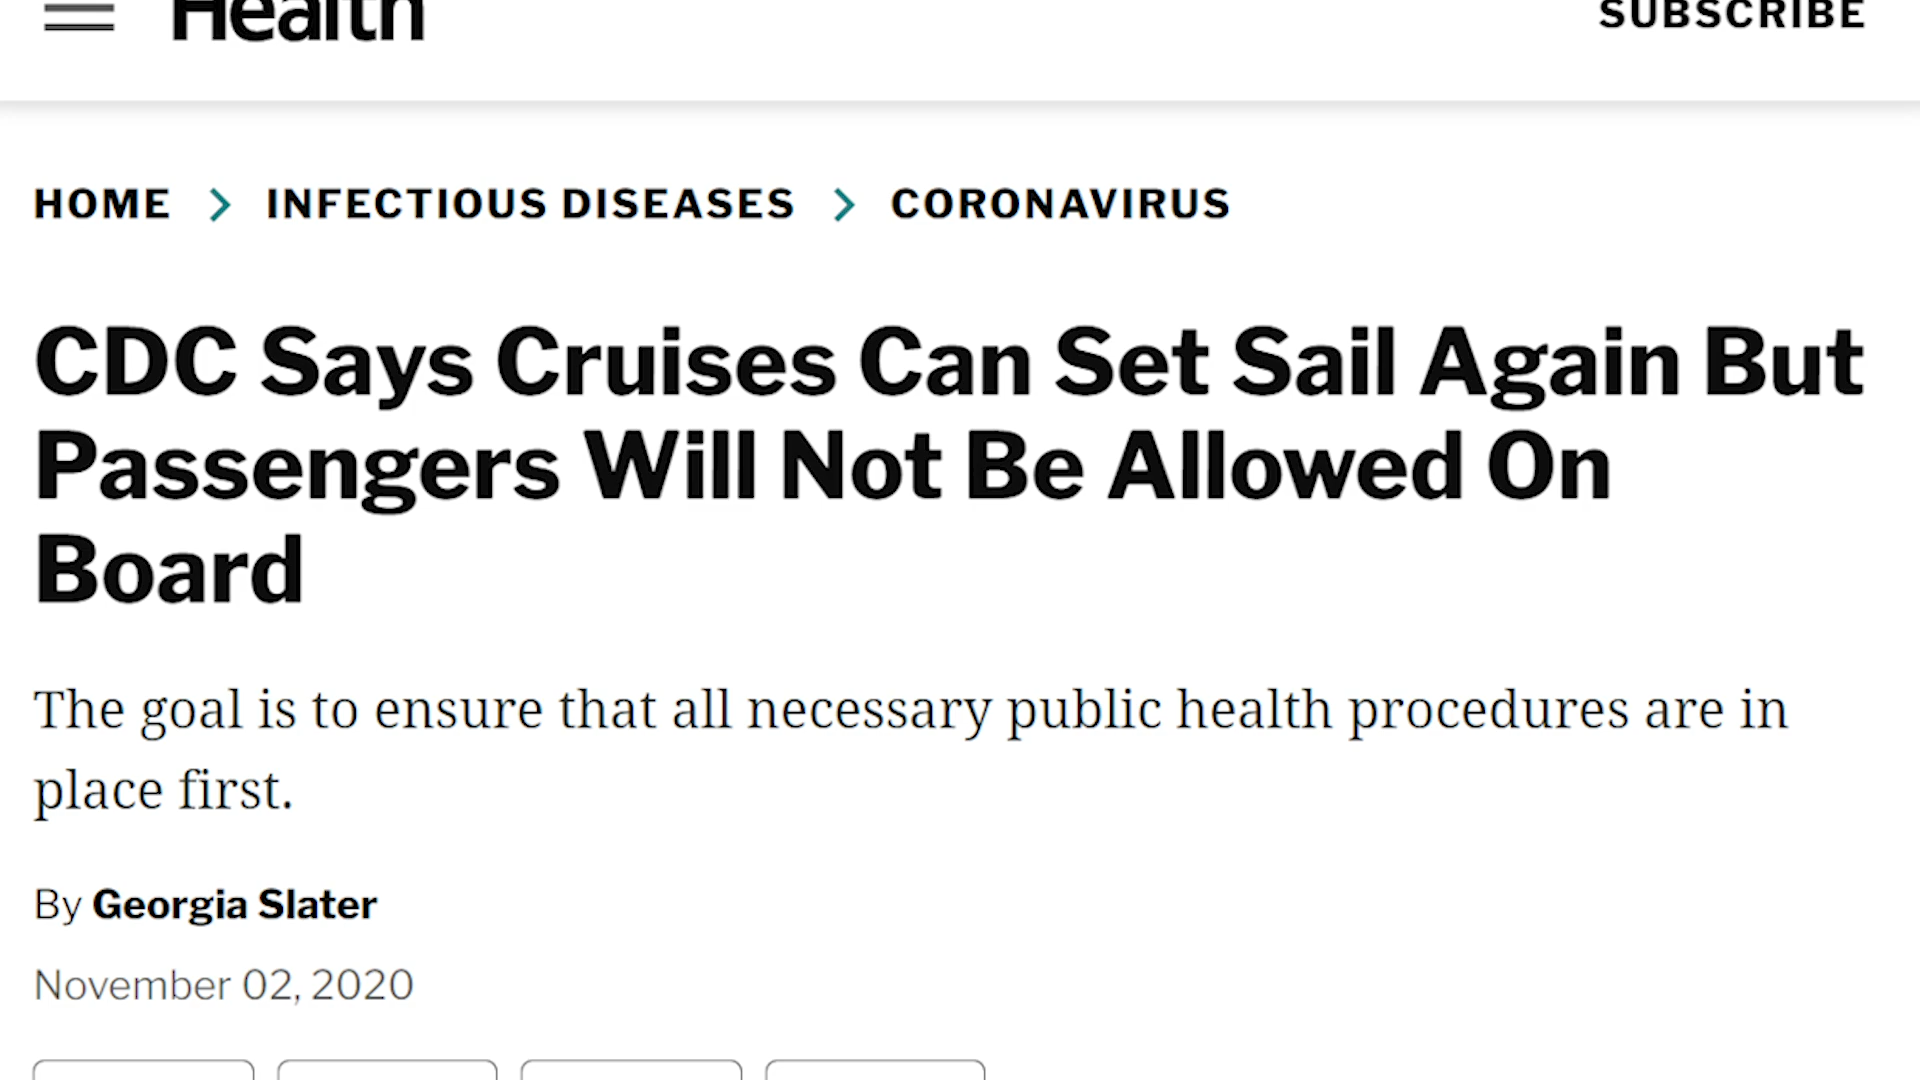 Health
SUBSCRIBE
HOME > INFECTIOUS DISEASES > CORONAVIRUS
CDC Says Cruises Can Set Sail Again But
Passengers Will Not Be Allowed On
Board
The goal is to ensure that all necessary public health procedures are in
place first.
By Georgia Slater
November 02, 2020